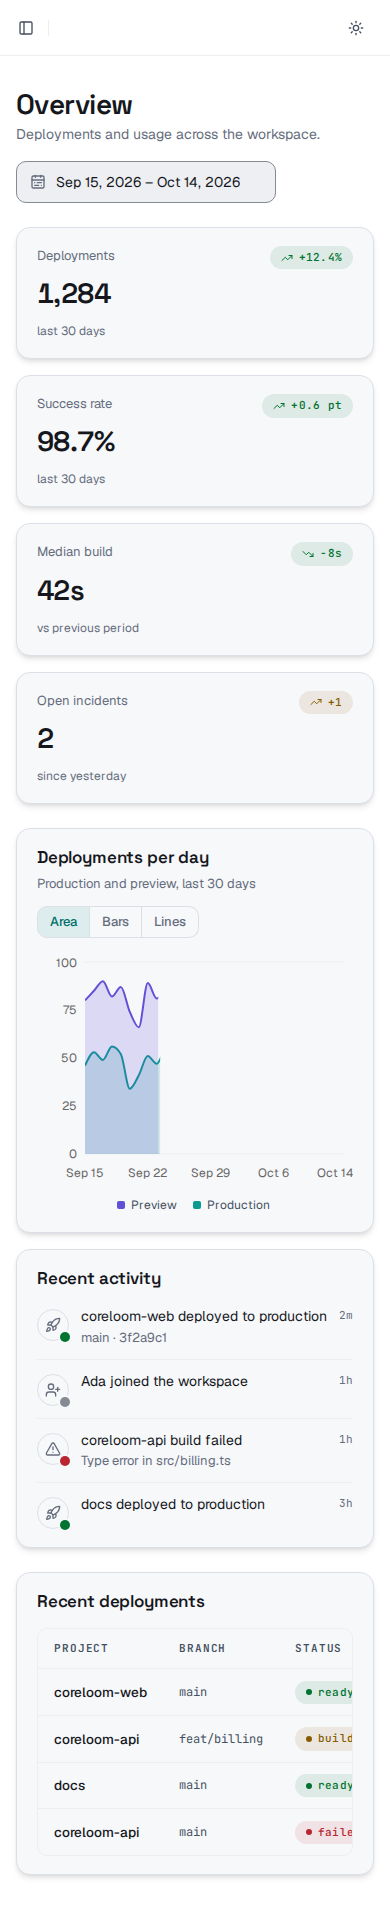 Overview
Deployments and usage across the workspace.
Sep 15, 2026 – Oct 14, 2026
Deployments
+12.4%
1,284
last 30 days
Success rate
+0.6 pt
98.7%
last 30 days
Median build
-8s
42s
vs previous period
Open incidents
+1
2
since yesterday
Deployments per day
Production and preview, last 30 days
Area Bars Lines
100
75
50
25
0
Sep 15 Sep 22 Sep 29 Oct 6 Oct 14
Preview Production
Recent activity
coreloom-web deployed to production 2m
main · 3f2a9c1
Ada joined the workspace 1h
coreloom-api build failed 1h
Type error in src/billing.ts
docs deployed to production 3h
Recent deployments
PROJECT BRANCH STATUS
coreloom-web main ready
coreloom-api feat/billing build
docs main ready
coreloom-api main faile